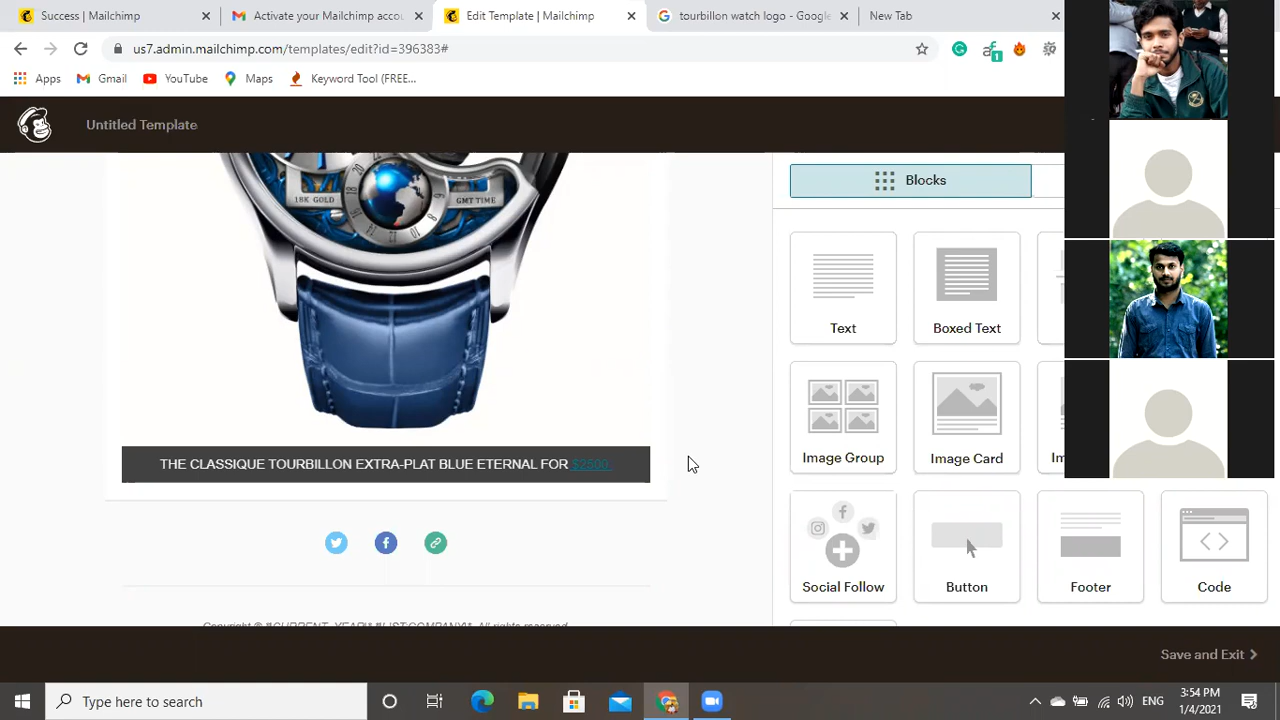 Success | Mailchimp
Activate your Mailchimp accou
Edit Template | Mailchimp
tourbillon watch logo - Google
New Tab
us7.admin.mailchimp.com/templates/edit?id=396383#
1
Apps
Gmail
YouTube
Maps
Keyword Tool (FREE...
Untitled Template
Blocks
18K GOLD
GMT TIME
Text
Boxed Text
Image Group
Image Card
THE CLASSIQUE TOURBILLON EXTRA-PLAT BLUE ETERNAL FOR $2500
Social Follow
Button
Footer
Code
Save and Exit
Type here to search
ENG
3:54 PM
1/4/2021